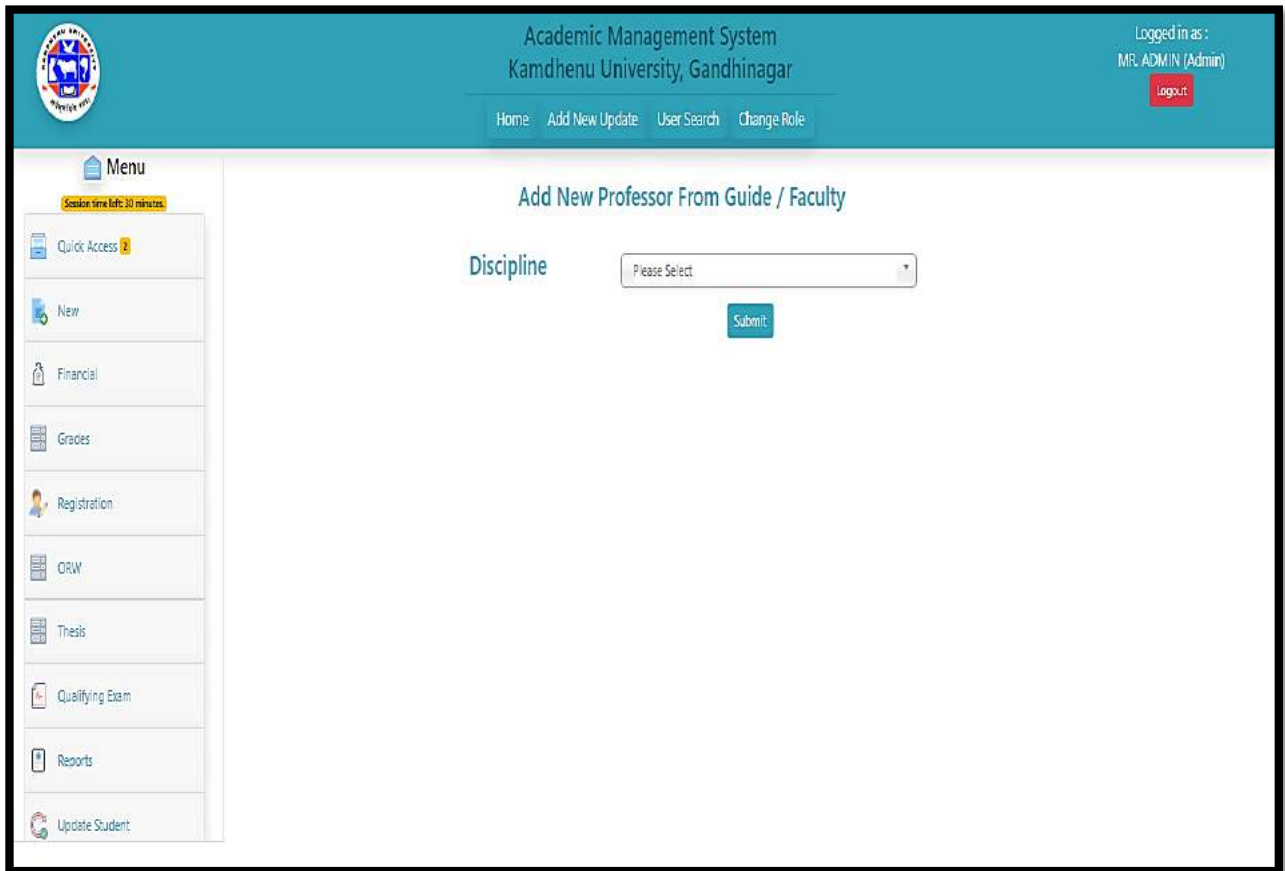 KAMDHENU UNIVERSITY
Academic Management System
Kamdhenu University, Gandhinagar
Home Add New Update User Search Change Role
Logged in as :
MR. ADMIN (Admin)
Logout
Menu
Session time left: 30 minutes.
Quick Access 2
New
Financial
Grades
Registration
ORW
Thesis
Qualifying Exam
Reports
Update Student
Add New Professor From Guide / Faculty
Discipline Please Select
Submit